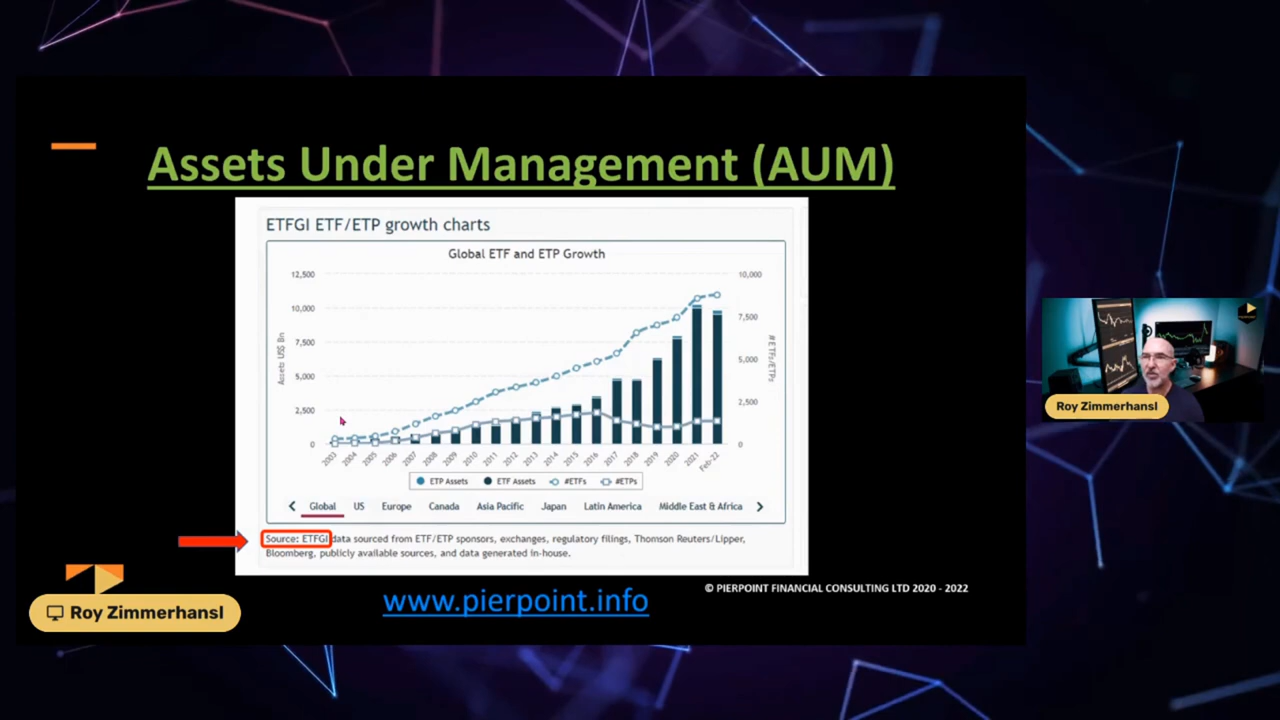 Assets Under Management (AUM)
ETFGI ETF/ETP growth charts
Global ETF and ETP Growth
12,500
10,000
7,500
5,000
2,500
0
Assets US$ Bn
10,000
7,500
5,000
2,500
0
#ETFs/ETPs
2003
2004
2005
2006
2007
2008
2009
2010
2011
2012
2013
2014
2015
2016
2017
2018
2019
2020
2021
Feb-22
ETP Assets ETF Assets #ETFs #ETPs
Global US Europe Canada Asia Pacific Japan Latin America Middle East & Africa
Source: ETFGI data sourced from ETF/ETP sponsors, exchanges, regulatory filings, Thomson Reuters/Lipper,
Bloomberg, publicly available sources, and data generated in-house.
© PIERPOINT FINANCIAL CONSULTING LTD 2020 - 2022
www.pierpoint.info
Roy Zimmerhansl
Roy Zimmerhansl